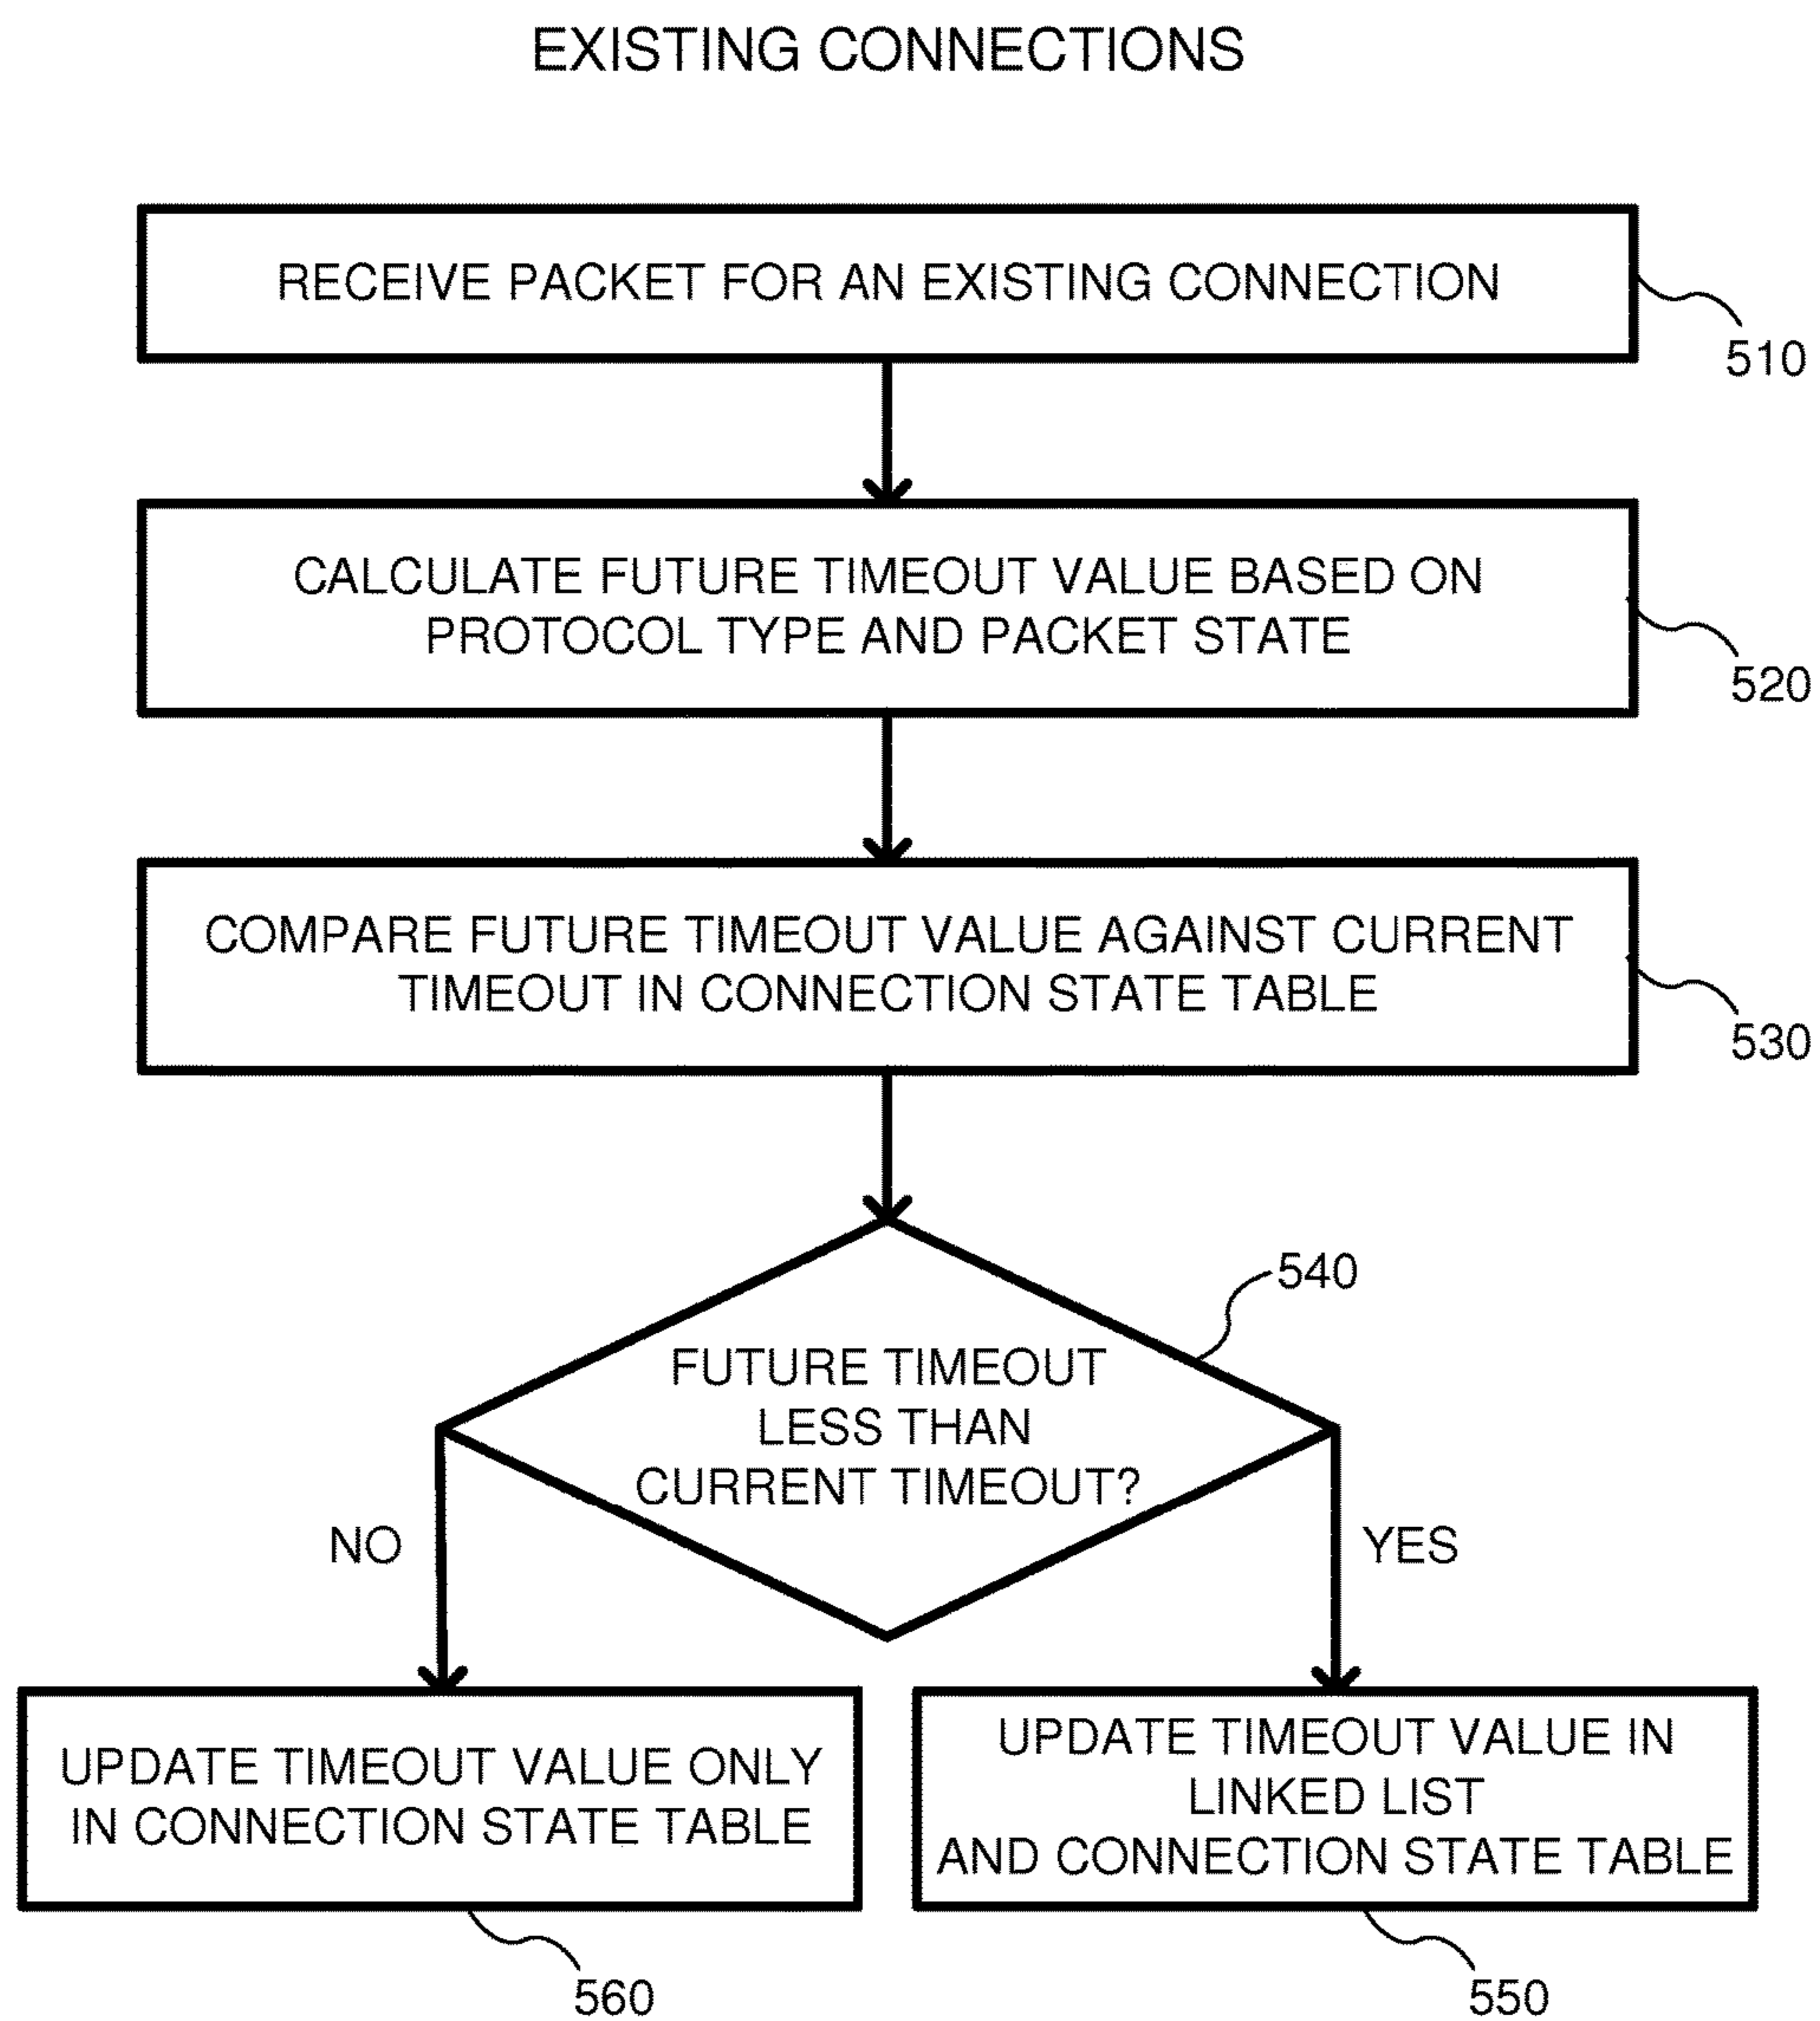 EXISTING CONNECTIONS
RECEIVE PACKET FOR AN EXISTING CONNECTION
510
CALCULATE FUTURE TIMEOUT VALUE BASED ON
PROTOCOL TYPE AND PACKET STATE
520
COMPARE FUTURE TIMEOUT VALUE AGAINST CURRENT
TIMEOUT IN CONNECTION STATE TABLE
530
540
FUTURE TIMEOUT
LESS THAN
CURRENT TIMEOUT?
NO
YES
UPDATE TIMEOUT VALUE ONLY
IN CONNECTION STATE TABLE
560
UPDATE TIMEOUT VALUE IN
LINKED LIST
AND CONNECTION STATE TABLE
550